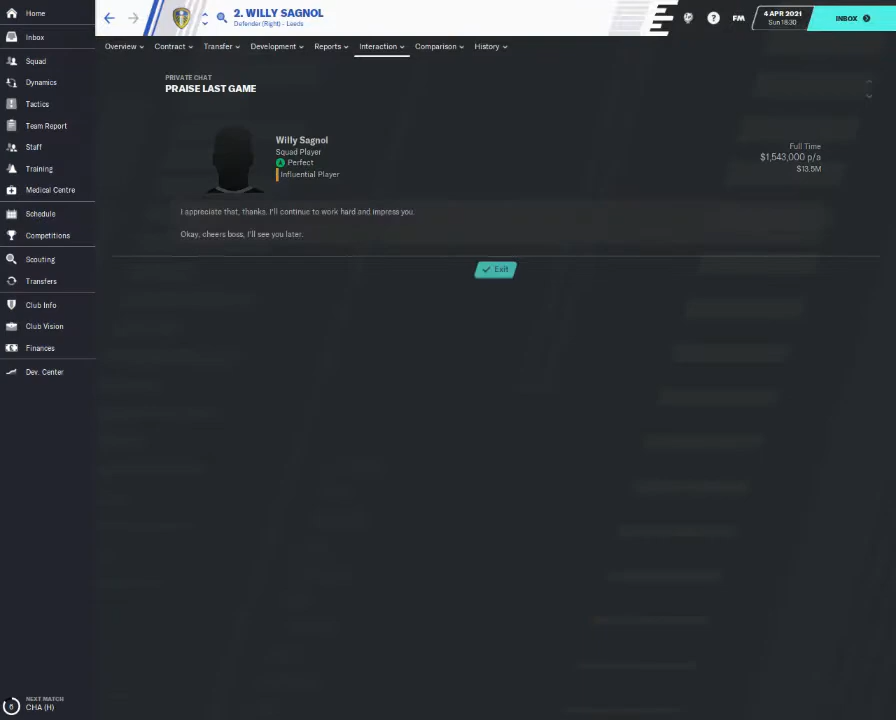 Home
2. WILLY SAGNOL
Defender (Right) - Leeds
?
FM
4 APR 2021
Sun 18:30
INBOX
Inbox
Overview
Contract
Transfer
Development
Reports
Interaction
Comparison
History
Squad
Dynamics
Tactics
Team Report
Staff
Training
Medical Centre
Schedule
Competitions
Scouting
Transfers
Club Info
Club Vision
Finances
Dev. Center
PRIVATE CHAT
PRAISE LAST GAME
Willy Sagnol
Squad Player
Perfect
Influential Player
Full Time
$1,543,000 p/a
$13.5M
I appreciate that, thanks. I'll continue to work hard and impress you.
Okay, cheers boss, I'll see you later.
Exit
6
NEXT MATCH
CHA (H)